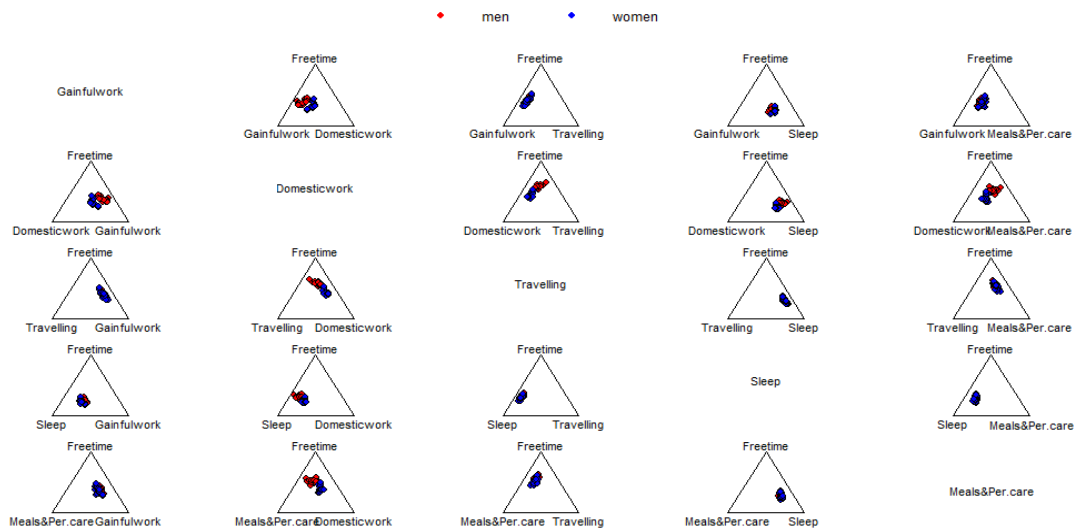 men women
Freetime Freetime Freetime Freetime
Gainfulwork
Gainfulwork Domesticwork Gainfulwork Travelling Gainfulwork Sleep Gainfulwork Meals&Per.care
Freetime Freetime Freetime Freetime
Domesticwork
Domesticwork Gainfulwork Domesticwork Travelling Domesticwork Sleep Domesticwork Meals&Per.care
Freetime Freetime Freetime Freetime
Travelling
Travelling Gainfulwork Travelling Domesticwork Travelling Sleep Travelling Meals&Per.care
Freetime Freetime Freetime Freetime
Sleep
Sleep Gainfulwork Sleep Domesticwork Sleep Travelling Sleep Meals&Per.care
Freetime Freetime Freetime Freetime
Meals&Per.care
Meals&Per.care Gainfulwork Meals&Per.care Domesticwork Meals&Per.care Travelling Meals&Per.care Sleep